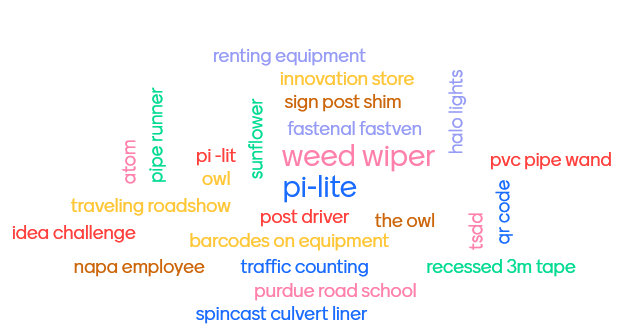 renting equipment
innovation store
sign post shim
halo lights
pipe runner
sunflower
fastenal fastven
atom
pi -lit
weed wiper
pvc pipe wand
owl
pi-lite
qr code
traveling roadshow
post driver
the owl
tsdd
idea challenge
barcodes on equipment
napa employee
traffic counting
recessed 3m tape
purdue road school
spincast culvert liner